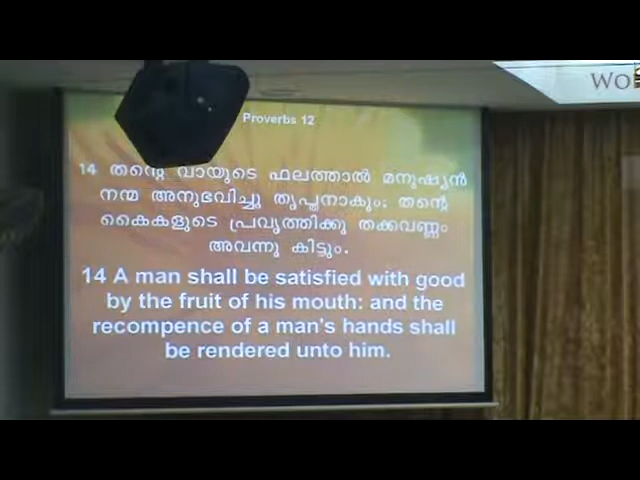 Proverbs 12
14 തന്റെ വായുടെ ഫലത്താൽ മനുഷ്യൻ
നന്മ അനുഭവിച്ചു തൃപ്തനാകും; തന്റെ
കൈകളുടെ പ്രവൃത്തിക്കു തക്കവണ്ണം
അവന്നു കിട്ടും.
14 A man shall be satisfied with good
by the fruit of his mouth: and the
recompence of a man's hands shall
be rendered unto him.